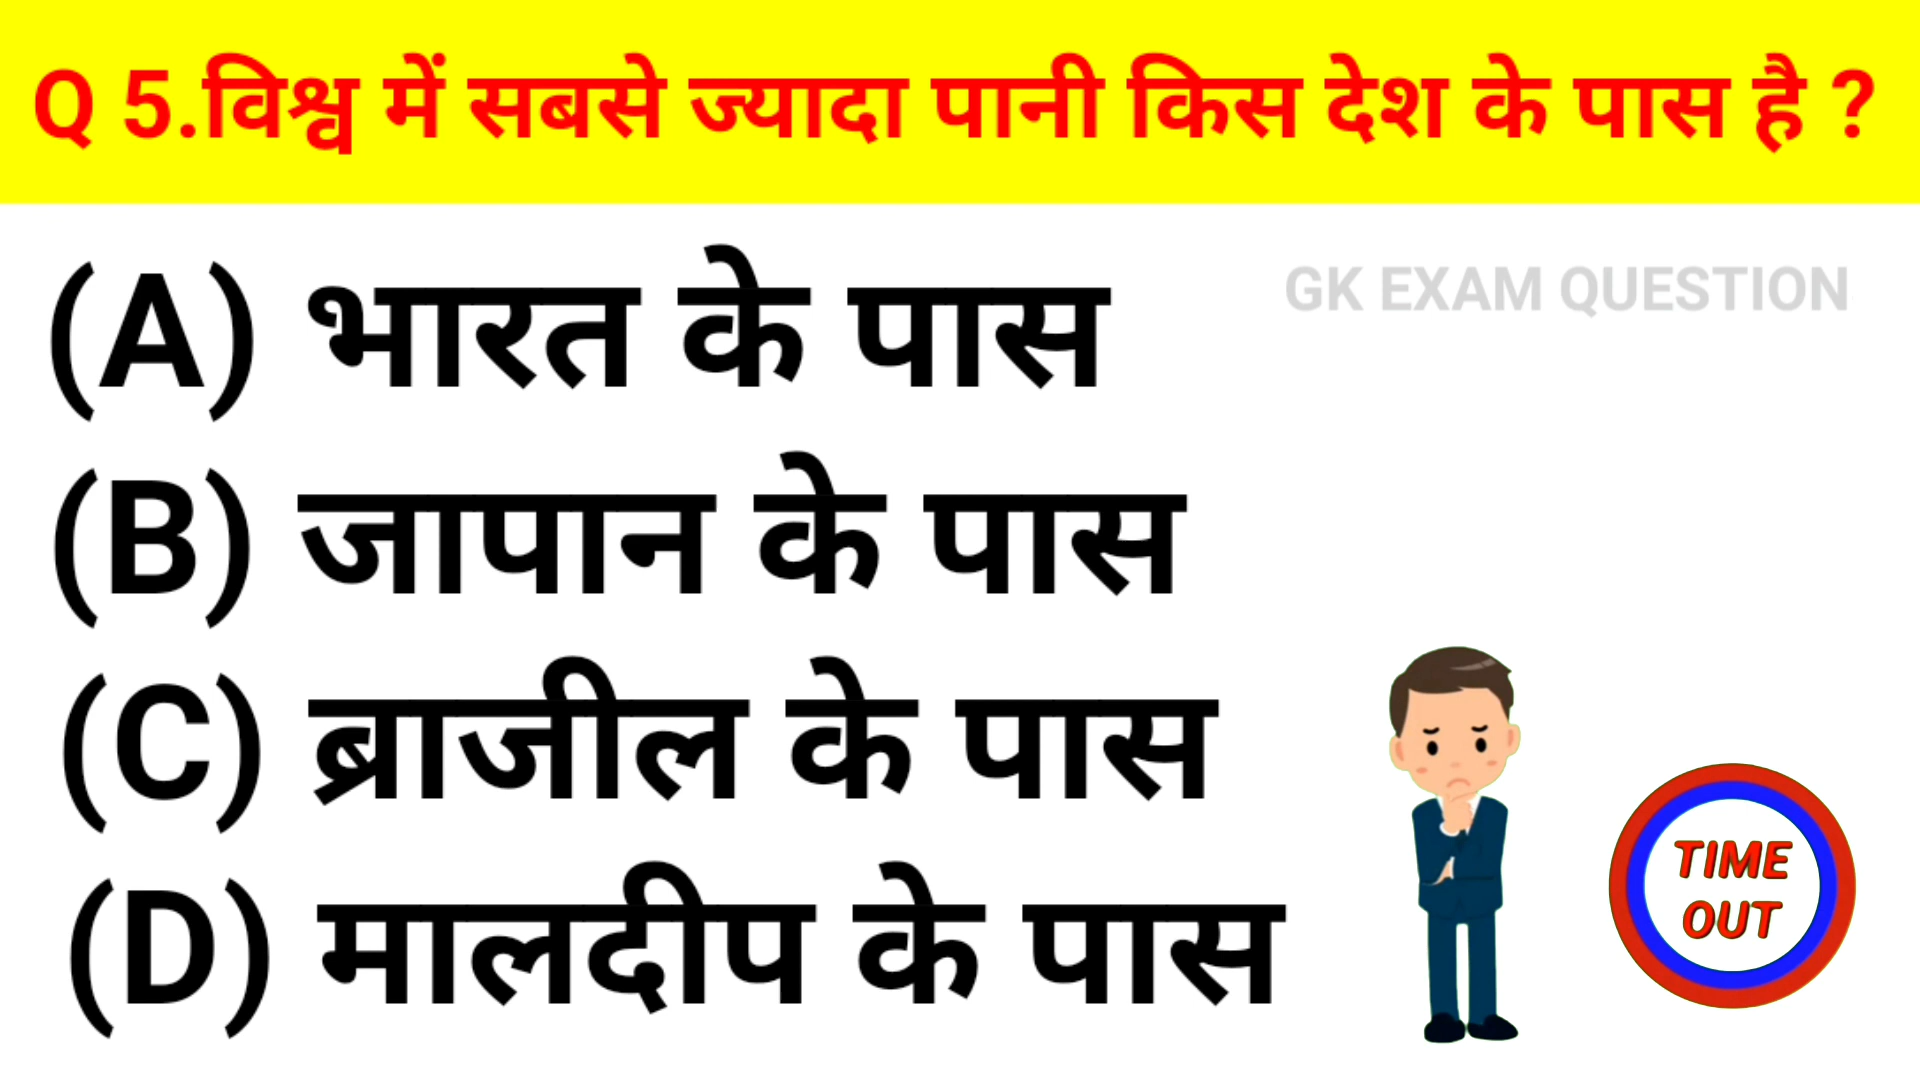 Q 5.विश्व में सबसे ज्यादा पानी किस देश के पास है ?
(A) भारत के पास
GK EXAM QUESTION
(B) जापान के पास
(C) ब्राजील के पास
(D) मालदीप के पास
TIME
OUT